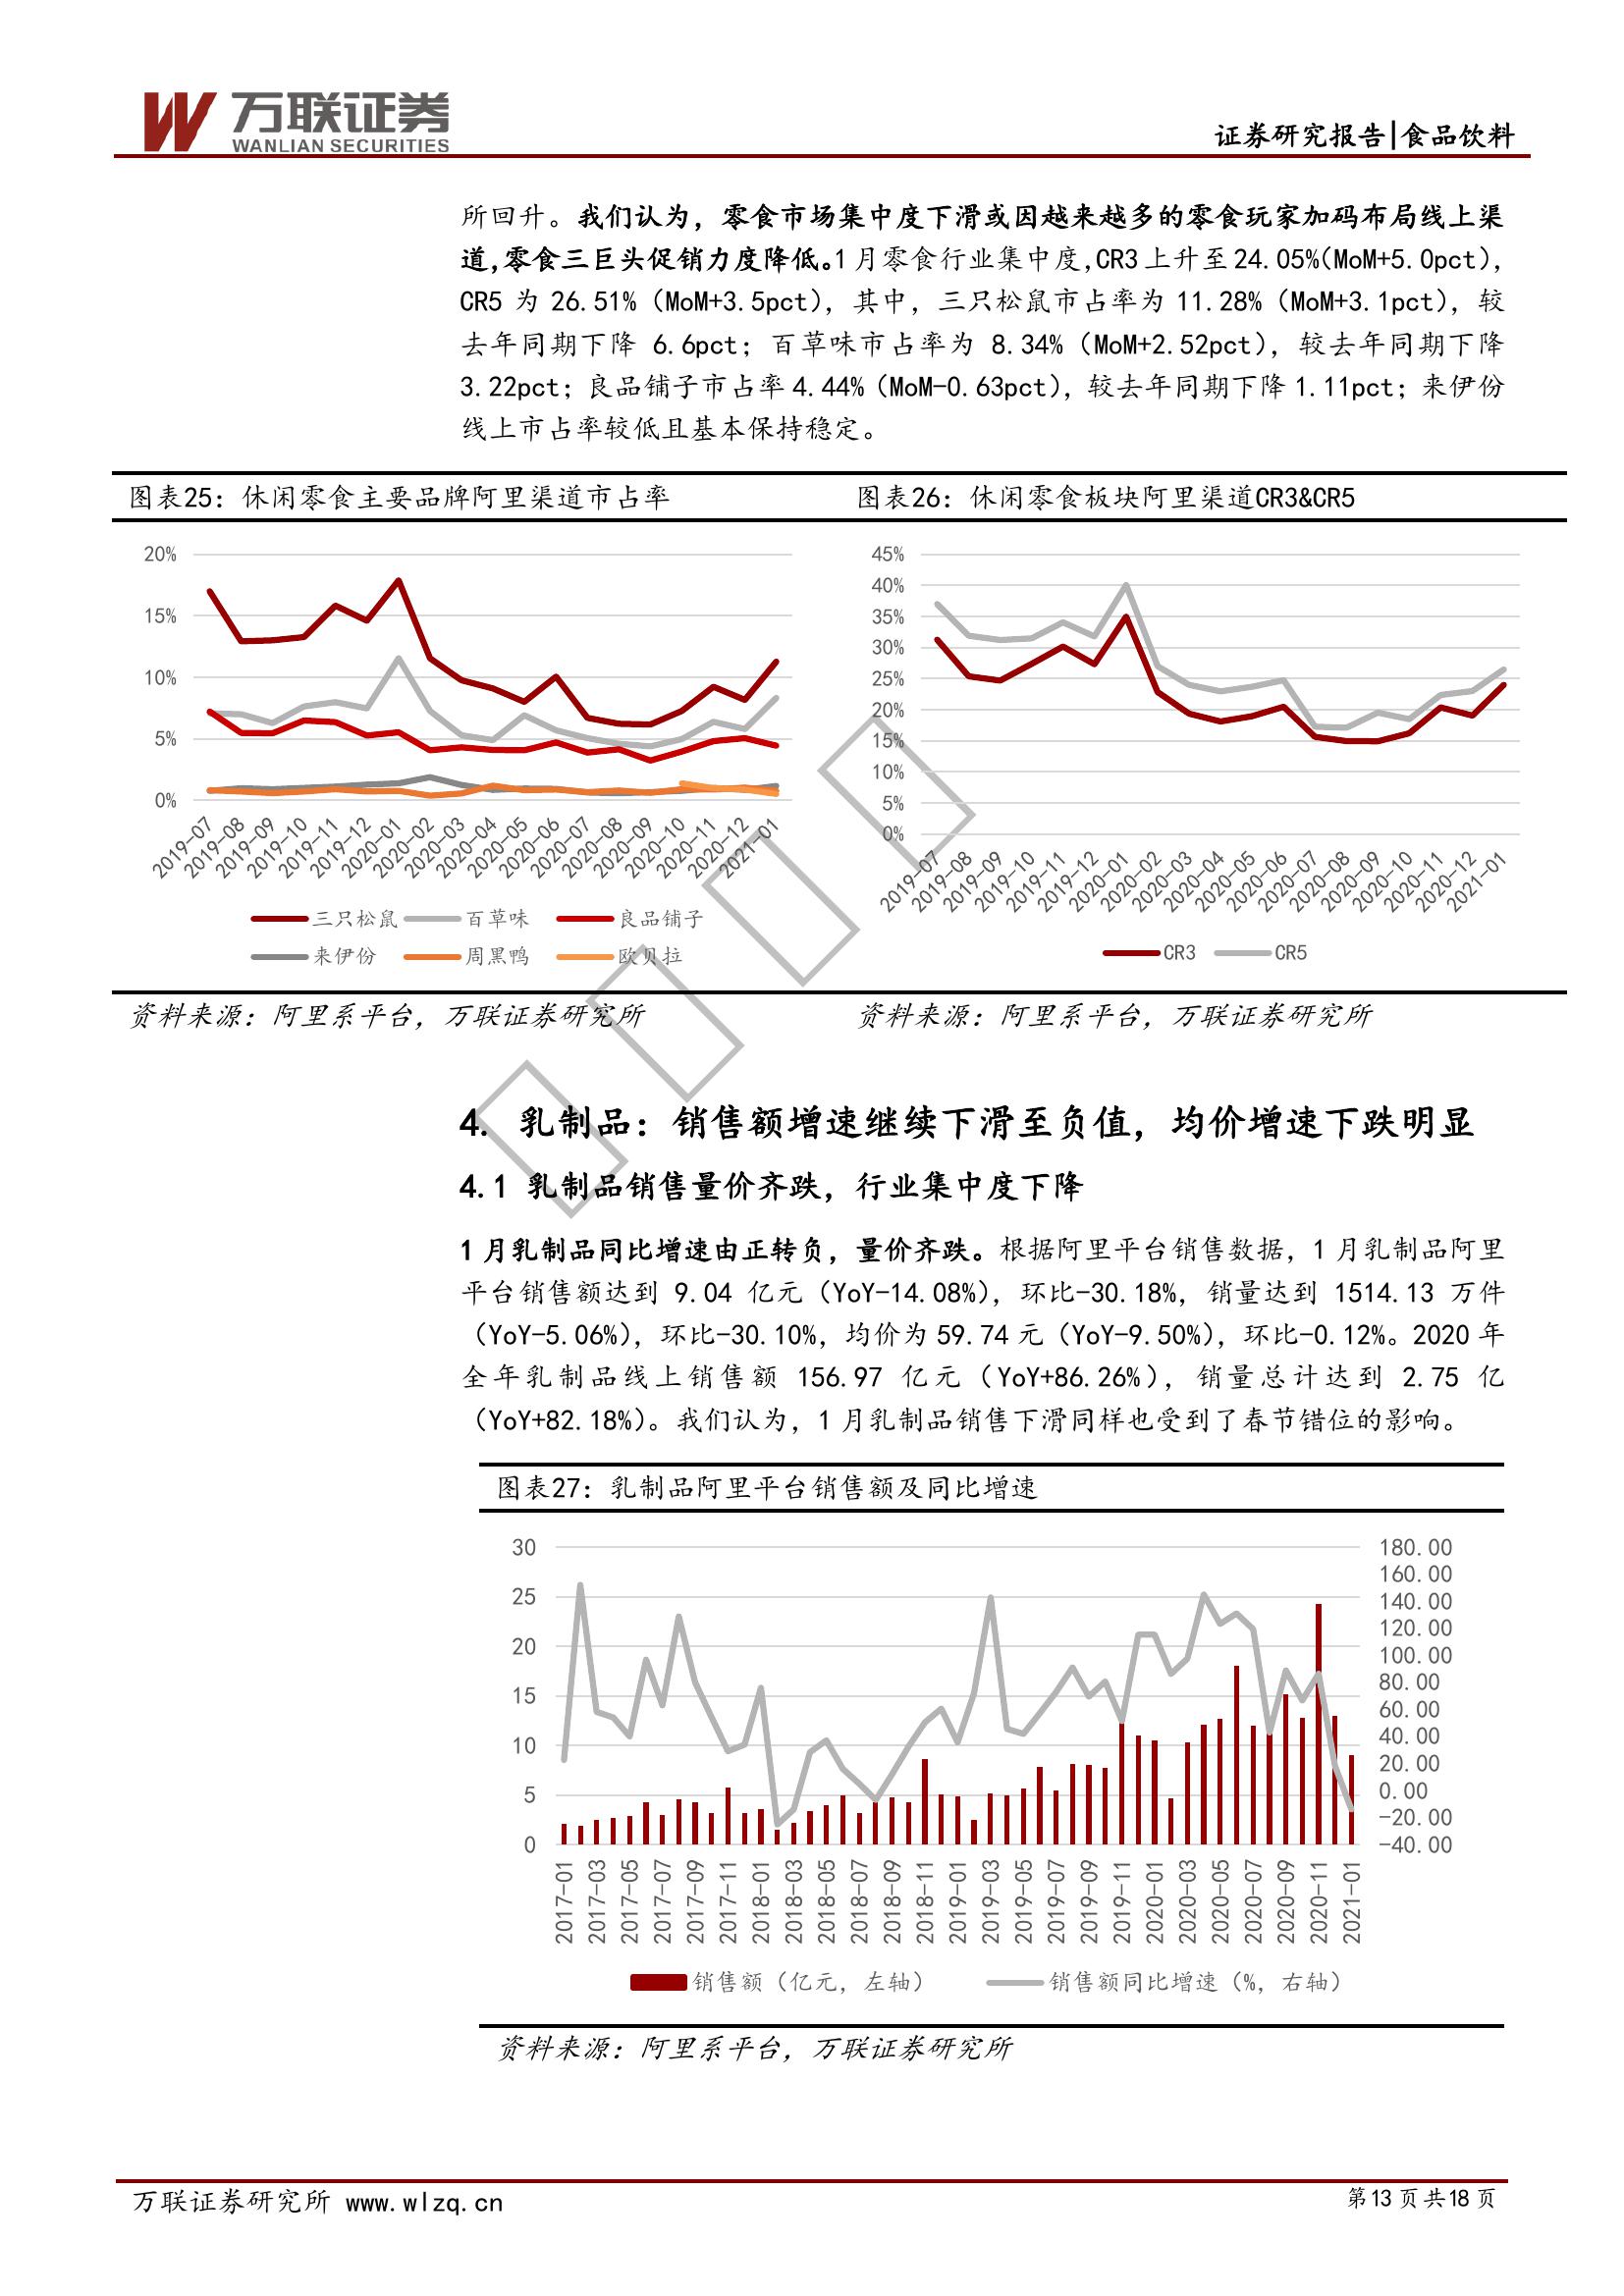 万联证券
WANLIAN SECURITIES
证券研究报告|食品饮料
所回升。我们认为，零食市场集中度下滑或因越来越多的零食玩家加码布局线上渠
道,零食三巨头促销力度降低。1月零食行业集中度,CR3上升至24.05%(MoM+5.0pct)，
CR5 为 26.51%（MoM+3.5pct），其中，三只松鼠市占率为 11.28%（MoM+3.1pct），较
去年同期下降 6.6pct；百草味市占率为 8.34%（MoM+2.52pct），较去年同期下降
3.22pct；良品铺子市占率4.44%（MoM-0.63pct），较去年同期下降1.11pct；来伊份
线上市占率较低且基本保持稳定。
图表25：休闲零食主要品牌阿里渠道市占率
20%
15%
10%
5%
0%
2019-07 2019-08 2019-09 2019-10 2019-11 2019-12 2020-01 2020-02 2020-03 2020-04 2020-05 2020-06 2020-07 2020-08 2020-09 2020-10 2020-11 2020-12 2021-01
三只松鼠 百草味 良品铺子
来伊份 周黑鸭 欧贝拉
资料来源：阿里系平台，万联证券研究所
图表26：休闲零食板块阿里渠道CR3&CR5
45%
40%
35%
30%
25%
20%
15%
10%
5%
0%
2019-07 2019-08 2019-09 2019-10 2019-11 2019-12 2020-01 2020-02 2020-03 2020-04 2020-05 2020-06 2020-07 2020-08 2020-09 2020-10 2020-11 2020-12 2021-01
CR3 CR5
资料来源：阿里系平台，万联证券研究所
4. 乳制品：销售额增速继续下滑至负值，均价增速下跌明显
4.1 乳制品销售量价齐跌，行业集中度下降
1月乳制品同比增速由正转负，量价齐跌。根据阿里平台销售数据，1月乳制品阿里
平台销售额达到 9.04 亿元（YoY-14.08%），环比-30.18%，销量达到 1514.13 万件
（YoY-5.06%），环比-30.10%，均价为59.74元（YoY-9.50%），环比-0.12%。2020年
全年乳制品线上销售额 156.97 亿元（YoY+86.26%），销量总计达到 2.75 亿
（YoY+82.18%）。我们认为，1月乳制品销售下滑同样也受到了春节错位的影响。
图表27：乳制品阿里平台销售额及同比增速
30
25
20
15
10
5
0
180.00
160.00
140.00
120.00
100.00
80.00
60.00
40.00
20.00
0.00
-20.00
-40.00
2017-01 2017-03 2017-05 2017-07 2017-09 2017-11 2018-01 2018-03 2018-05 2018-07 2018-09 2018-11 2019-01 2019-03 2019-05 2019-07 2019-09 2019-11 2020-01 2020-03 2020-05 2020-07 2020-09 2020-11 2021-01
销售额（亿元，左轴） 销售额同比增速（%，右轴）
资料来源：阿里系平台，万联证券研究所
万联证券研究所 www.wlzq.cn
第13页共18页